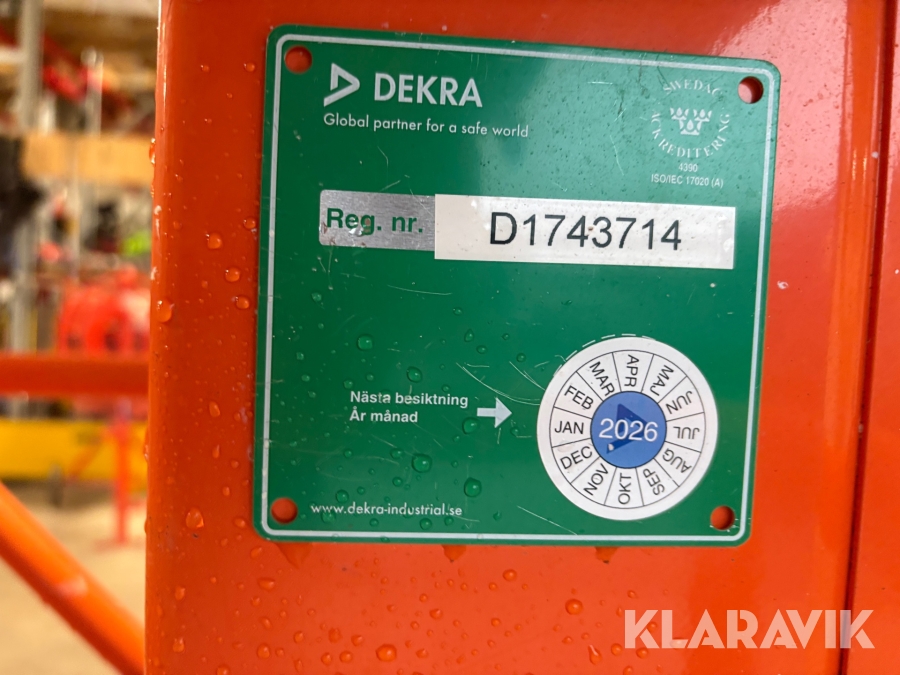 DEKRA
Global partner for a safe world
SWEDAC
ACKREDITERING
4390
ISO/IEC 17020 (A)
Reg. nr.
D1743714
Nästa besiktning
År månad
JAN
FEB
MAR
APR
MAJ
JUN
JUL
AUG
SEP
OKT
NOV
DEC
2026
www.dekra-industrial.se
KLARAVIK